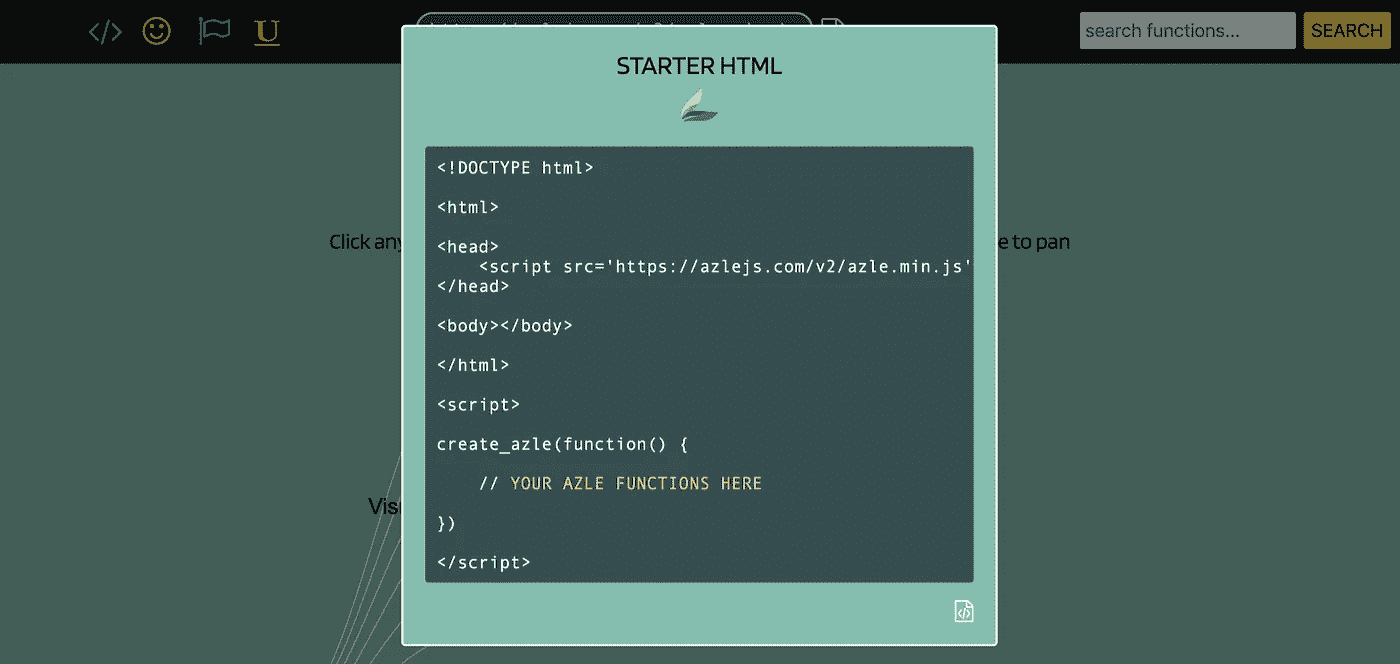 </>
U
search functions...
SEARCH
STARTER HTML
<!DOCTYPE html>
<html>
<head>
<script src='https://azlejs.com/v2/azle.min.js'
</head>
<body></body>
</html>
<script>
create_azle(function() {
// YOUR AZLE FUNCTIONS HERE
})
</script>
Click any
e to pan